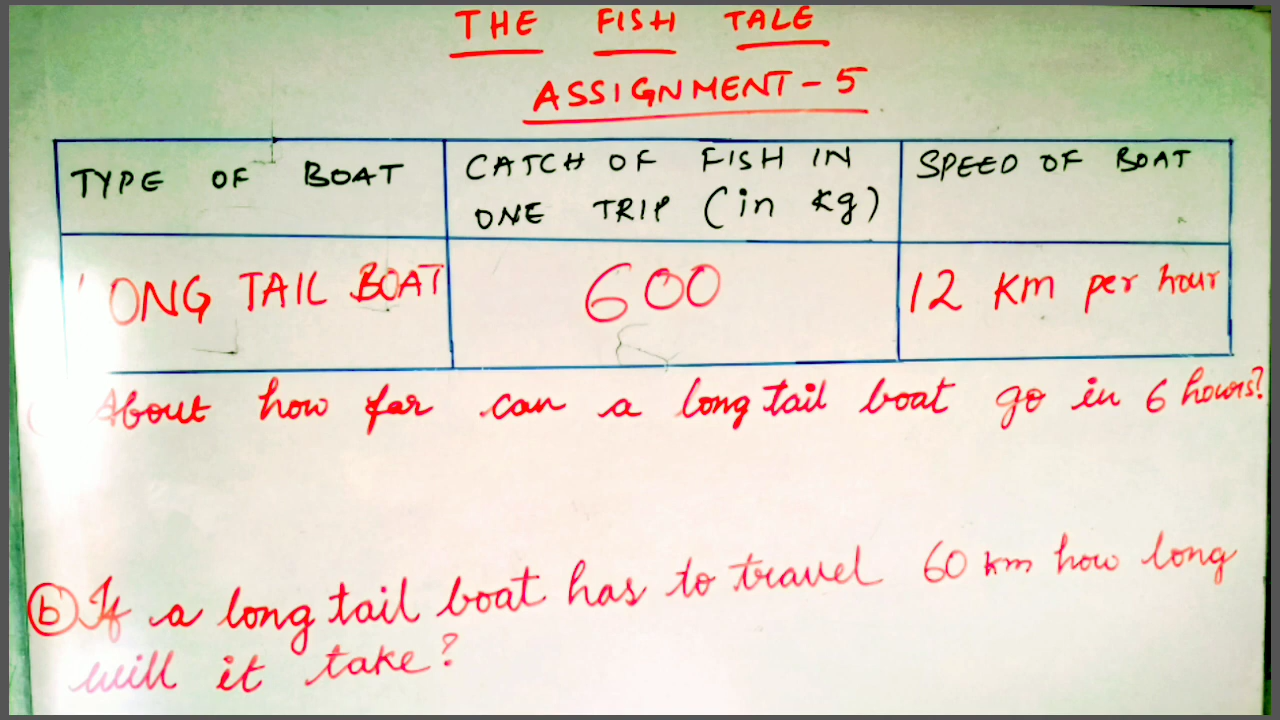 THE FISH TALE
ASSIGNMENT-5
TYPE OF BOAT
CATCH OF FISH IN
ONE TRIP (in kg)
SPEED OF BOAT
LONG TAIL BOAT
600
12 Km per hour
About how far can a long tail boat go in 6 hours?
(b) If a long tail boat has to travel 60 km how long
will it take?